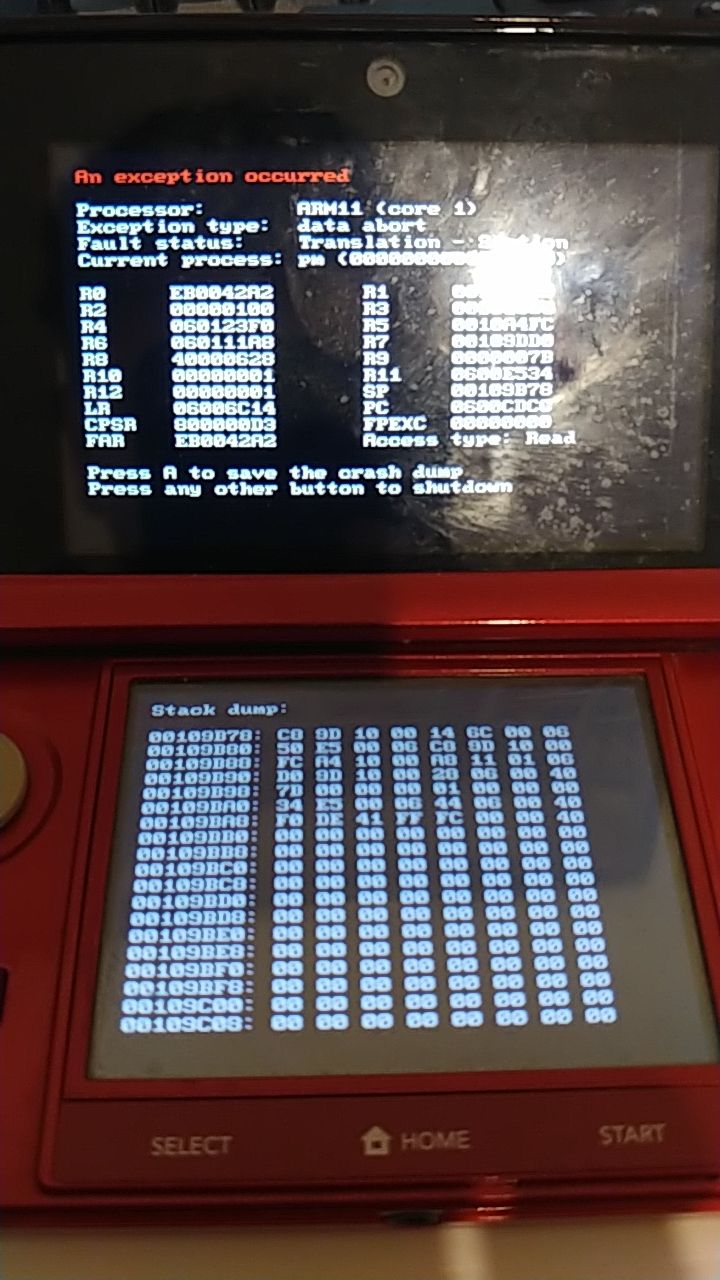 An exception occurred
Processor: ARM11 (core 1)
Exception type: data abort
Fault status: Translation - Section
Current process: pm
R0 EB0042A2 R1
R2 00000100 R3
R4 060123F0 R5 0010A4FC
R6 060111A8 R7 00109DD0
R8 40000628 R9 0000007B
R10 00000001 R11 0600E534
R12 00000001 SP 00109B78
LR 06006C14 PC 0600CDC0
CPSR 800000D3 FPEXC 00000000
FAR EB0042A2 Access type: Read
Press A to save the crash dump
Press any other button to shutdown
Stack dump:
00109B78: C8 9D 10 00 14 6C 00 06
00109B80: 50 E5 00 06 C8 9D 10 00
00109B88: FC A4 10 00 A8 11 01 06
00109B90: D0 9D 10 00 28 06 00 40
00109B98: 7B 00 00 00 01 00 00 00
00109BA0: 34 E5 00 06 44 06 00 40
00109BA8: F0 DE 41 FF FC 00 00 40
00109BB0: 00 00 00 00 00 00 00 00
00109BB8: 00 00 00 00 00 00 00 00
00109BC0: 00 00 00 00 00 00 00 00
00109BC8: 00 00 00 00 00 00 00 00
00109BD0: 00 00 00 00 00 00 00 00
00109BD8: 00 00 00 00 00 00 00 00
00109BE0: 00 00 00 00 00 00 00 00
00109BE8: 00 00 00 00 00 00 00 00
00109BF0: 00 00 00 00 00 00 00 00
00109BF8: 00 00 00 00 00 00 00 00
00109C00: 00 00 00 00 00 00 00 00
00109C08: 00 00 00 00 00 00 00 00
SELECT HOME START